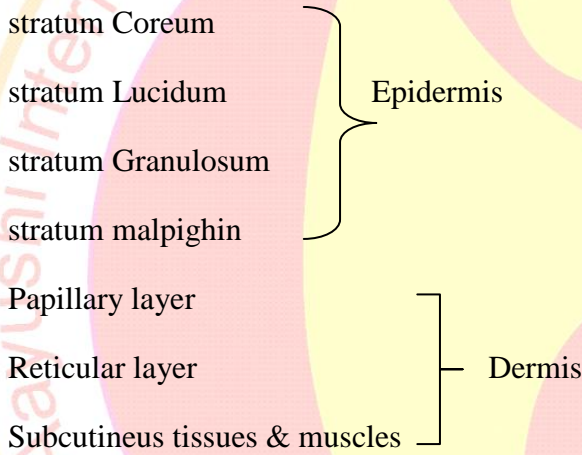 stratum Coreum
stratum Lucidum Epidermis
stratum Granulosum
stratum malpighin
Papillary layer
Reticular layer Dermis
Subcutineus tissues & muscles